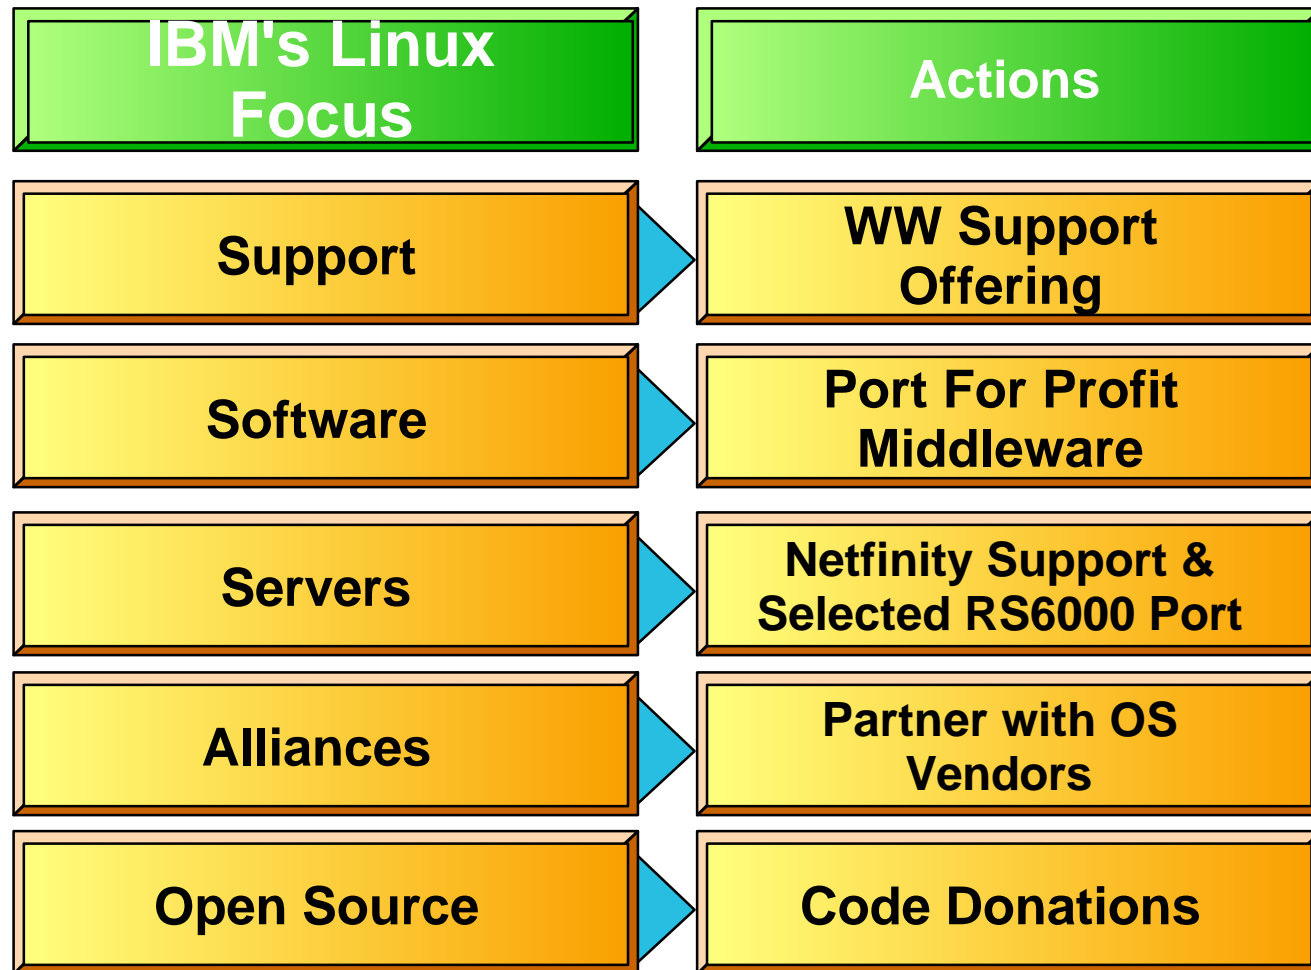 IBM's Linux
Focus
Actions
Support
WW Support
Offering
Software
Port For Profit
Middleware
Servers
Netfinity Support &
Selected RS6000 Port
Alliances
Partner with OS
Vendors
Open Source
Code Donations